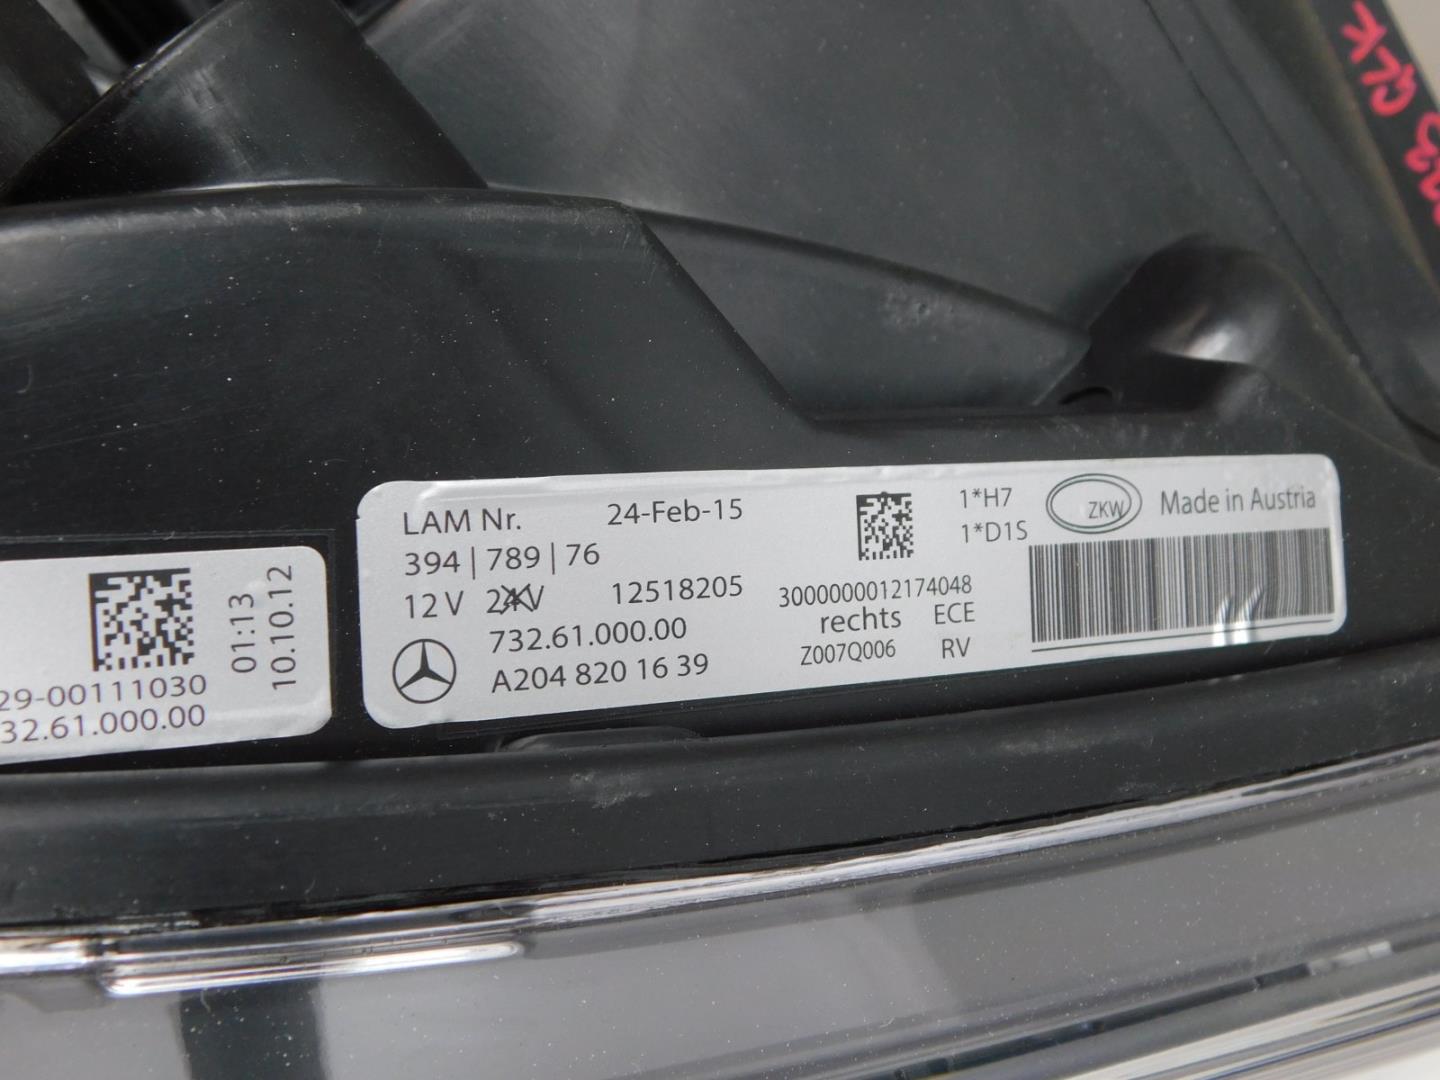 LAM Nr. 24-Feb-15
394 | 789 | 76
12 V 24V 12518205
732.61.000.00
A204 820 16 39
3000000012174048
rechts ECE
Z007Q006 RV
1*H7
1*D1S
ZKW
Made in Austria
01:13
10.10.12
29-00111030
32.61.000.00
GLK